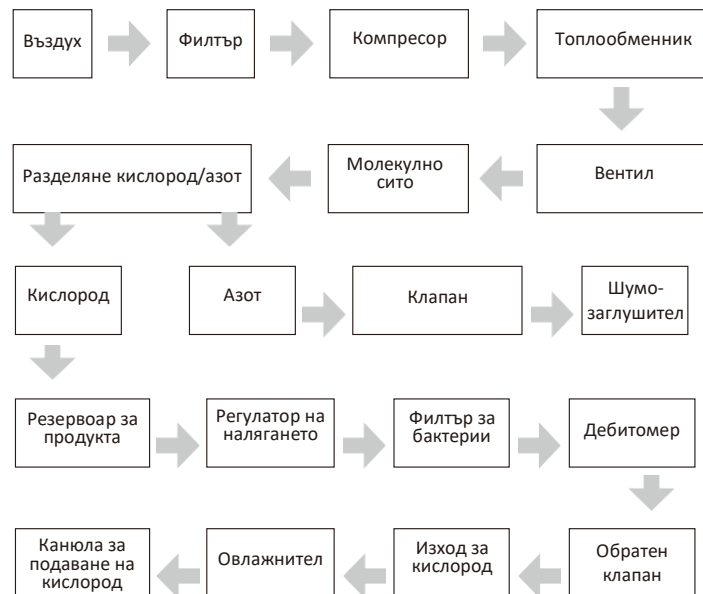 Въздух
Филтър
Компресор
Топлообменник
Разделяне кислород/азот
Молекулно
сито
Вентил
Кислород
Азот
Клапан
Шумо-
заглушител
Резервоар за
продукта
Регулатор на
налягането
Филтър за
бактерии
Дебитомер
Канюла за
подаване на
кислород
Овлажнител
Изход за
кислород
Обратен
клапан